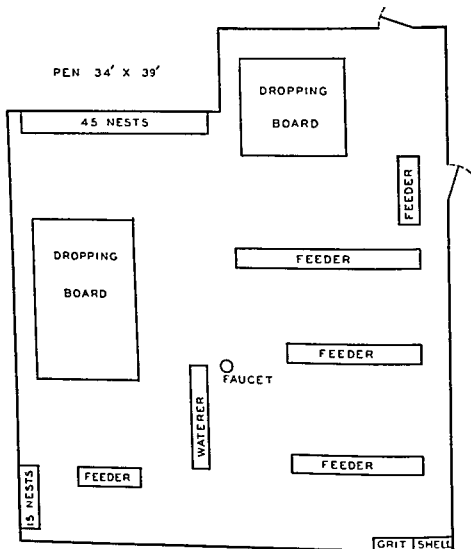 PEN 34' X 39'
45 NESTS
DROPPING
BOARD
FEEDER
FEEDER
DROPPING
BOARD
FEEDER
FAUCET
WATERER
FEEDER
FEEDER
15 NESTS
GRIT SHELL